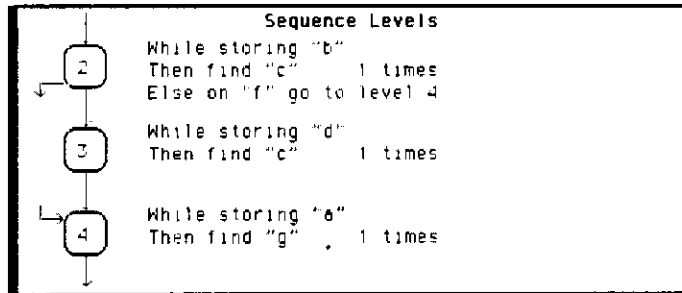 Sequence Levels
2
While storing "b"
Then find "c" 1 times
Else on "f" go to level 4
3
While storing "d"
Then find "c" 1 times
4
While storing "a"
Then find "g" 1 times